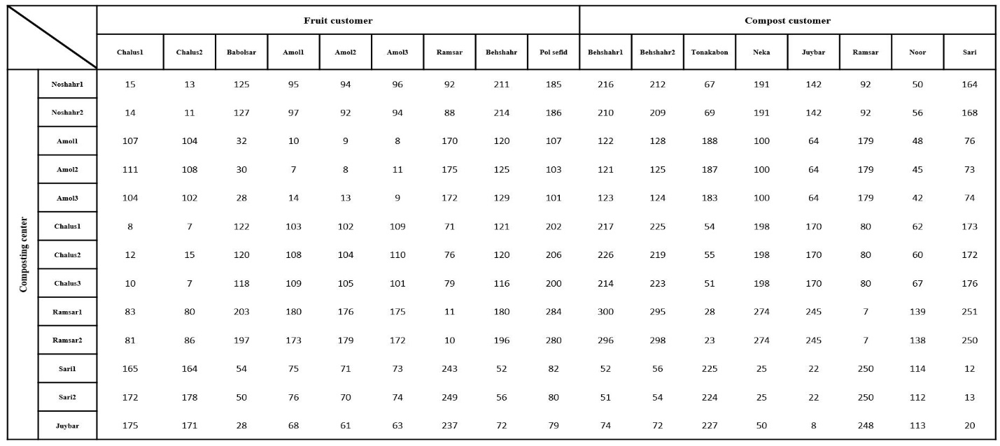 Fruit customer Compost customer
Chalus1 Chalus2 Babolsar Amol1 Amol2 Amol3 Ramsar Behshahr Pol sefid Behshahr1 Behshahr2 Tonakabon Neka Juybar Ramsar Noor Sari
Composting center
Noshahr1 15 13 125 95 94 96 92 211 185 216 212 67 191 142 92 50 164
Noshahr2 14 11 127 97 92 94 88 214 186 210 209 69 191 142 92 56 168
Amol1 107 104 32 10 9 8 170 120 107 122 128 188 100 64 179 48 76
Amol2 111 108 30 7 8 11 175 125 103 121 125 187 100 64 179 45 73
Amol3 104 102 28 14 13 9 172 129 101 123 124 183 100 64 179 42 74
Chalus1 8 7 122 103 102 109 71 121 202 217 225 54 198 170 80 62 173
Chalus2 12 15 120 108 104 110 76 120 206 226 219 55 198 170 80 60 172
Chalus3 10 7 118 109 105 101 79 116 200 214 223 51 198 170 80 67 176
Ramsar1 83 80 203 180 176 175 11 180 284 300 295 28 274 245 7 139 251
Ramsar2 81 86 197 173 179 172 10 196 280 296 298 23 274 245 7 138 250
Sari1 165 164 54 75 71 73 243 52 82 52 56 225 25 22 250 114 12
Sari2 172 178 50 76 70 74 249 56 80 51 54 224 25 22 250 112 13
Juybar 175 171 28 68 61 63 237 72 79 74 72 227 50 8 248 113 20